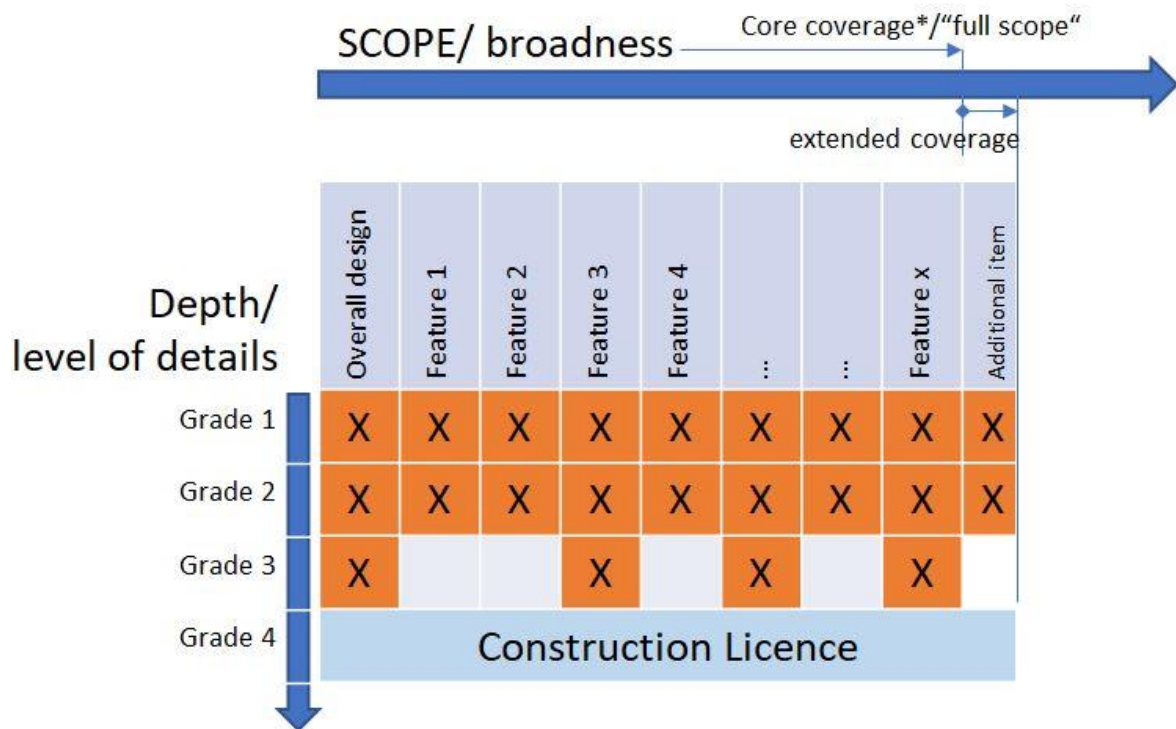 Core coverage*/“full scope“
SCOPE/ broadness
extended coverage
Depth/
level of details
Overall design
Feature 1
Feature 2
Feature 3
Feature 4
...
...
Feature x
Additional item
Grade 1
X X X X X X X X X
Grade 2
X X X X X X X X X
Grade 3
X X X X
Grade 4
Construction Licence